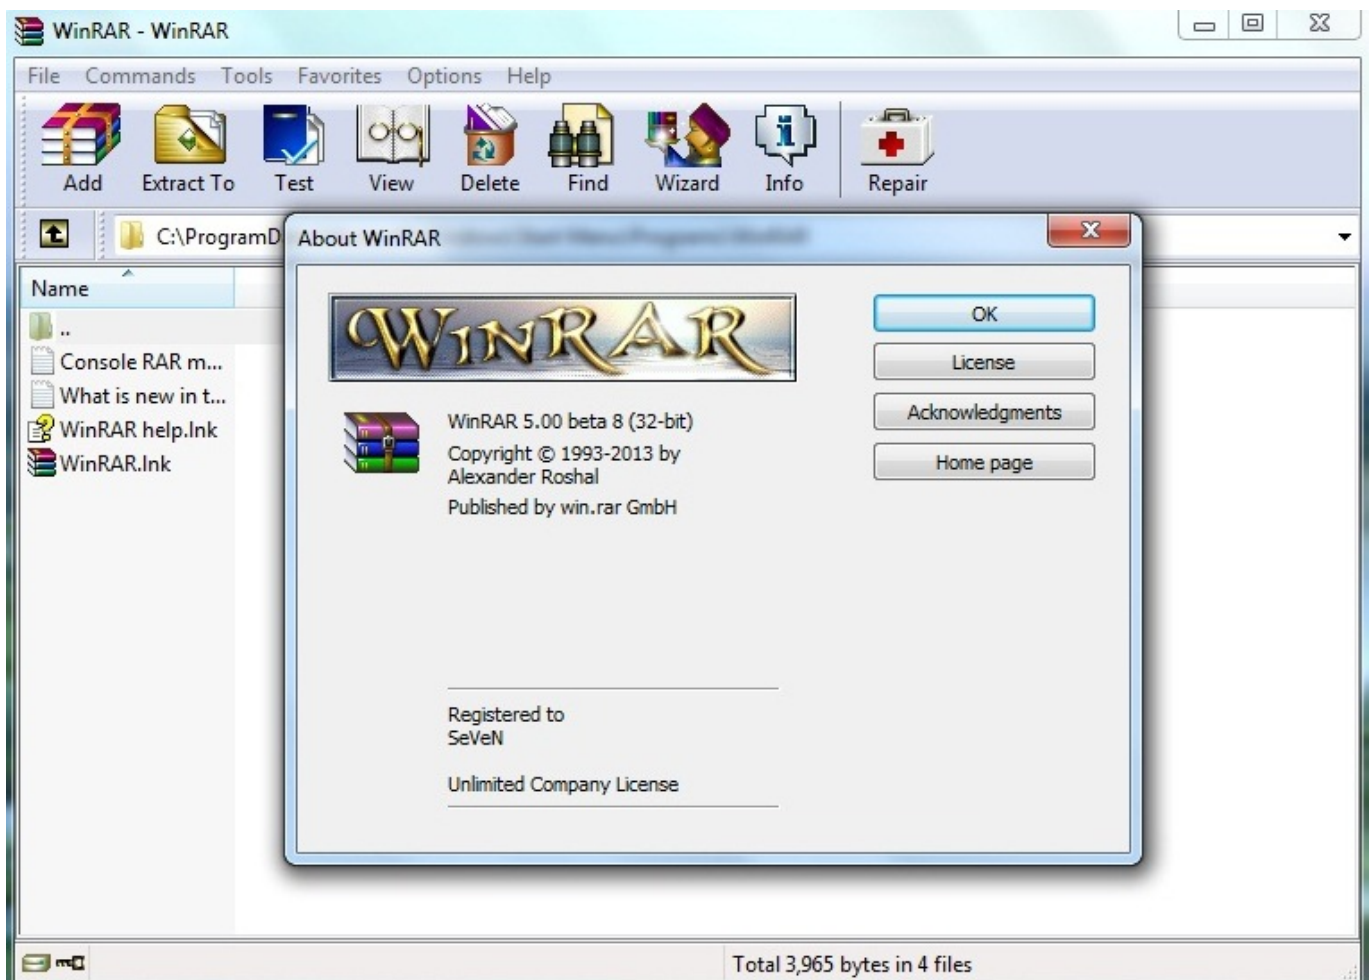 WinRAR - WinRAR
File Commands Tools Favorites Options Help
Add Extract To Test View Delete Find Wizard Info Repair
C:\ProgramD
About WinRAR
Name
..
Console RAR m...
What is new in t...
WinRAR help.lnk
WinRAR.lnk
WINRAR
OK
License
Acknowledgments
Home page
WinRAR 5.00 beta 8 (32-bit)
Copyright © 1993-2013 by
Alexander Roshal
Published by win.rar GmbH
Registered to
SeVeN
Unlimited Company License
Total 3,965 bytes in 4 files